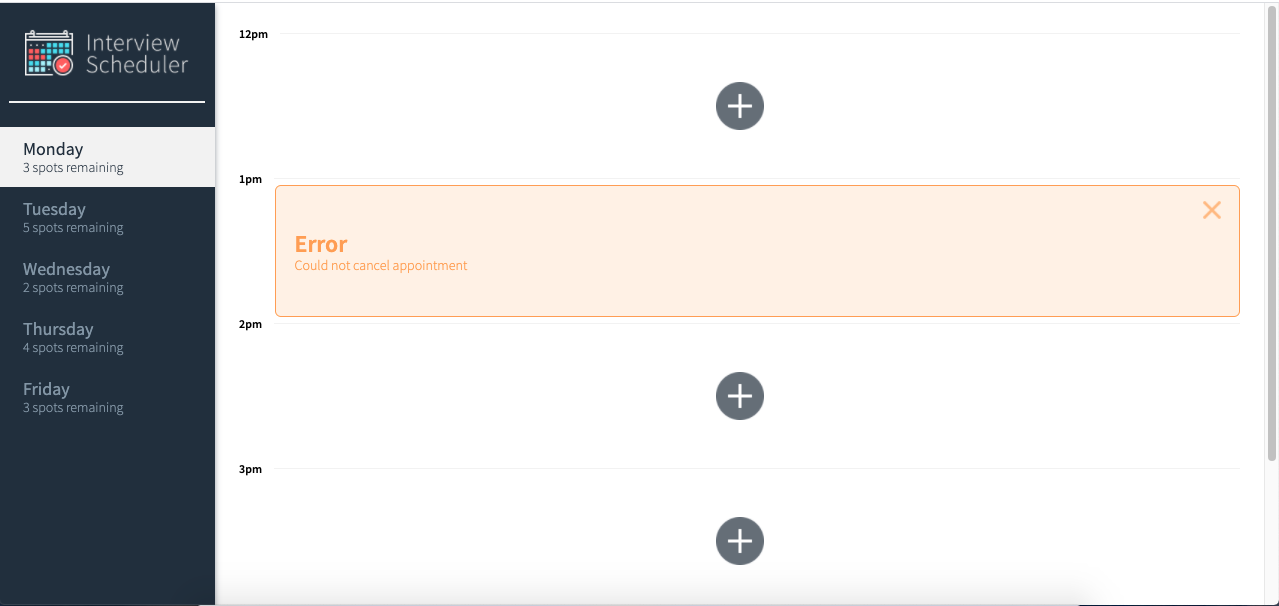 Interview
Scheduler
Monday
3 spots remaining
Tuesday
5 spots remaining
Wednesday
2 spots remaining
Thursday
4 spots remaining
Friday
3 spots remaining
12pm
1pm
Error
Could not cancel appointment
2pm
3pm